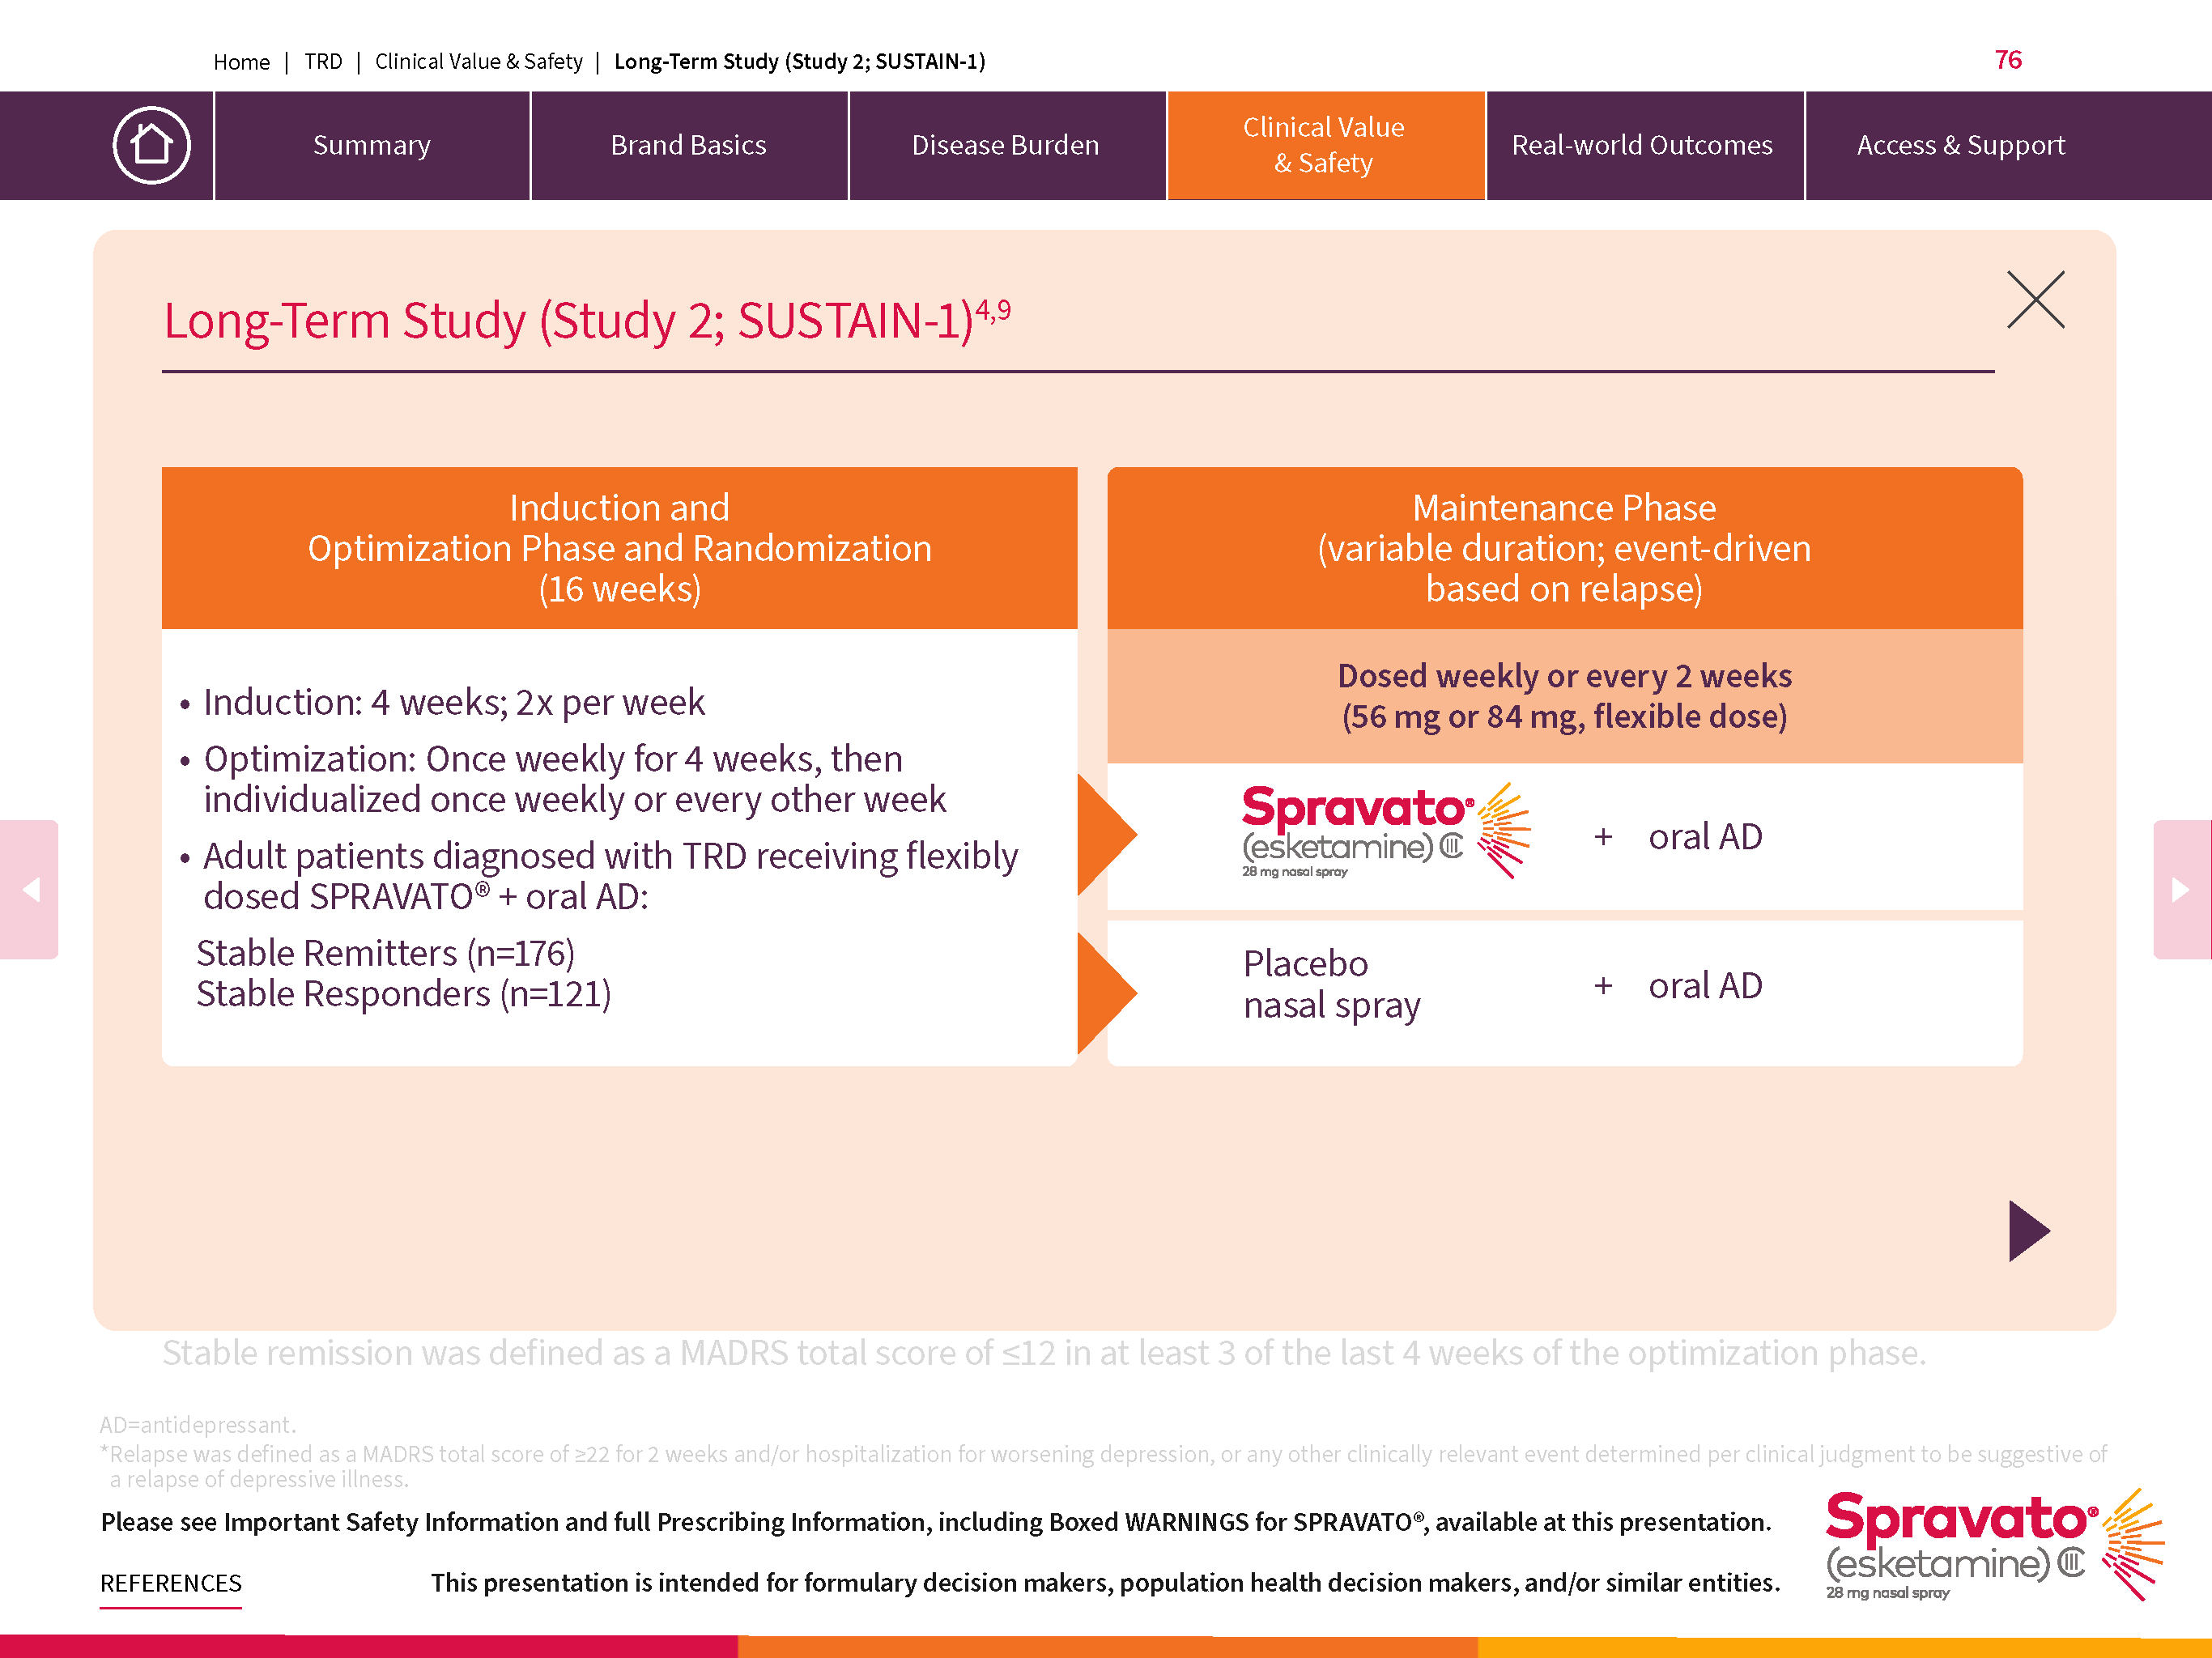 Home | TRD | Clinical Value & Safety | Long-Term Study (Study 2; SUSTAIN-1)
76
Summary
Brand Basics
Disease Burden
Clinical Value
& Safety
Real-world Outcomes
Access & Support
Long-Term Study (Study 2; SUSTAIN-1)4,9
Induction and
Optimization Phase and Randomization
(16 weeks)
• Induction: 4 weeks; 2x per week
• Optimization: Once weekly for 4 weeks, then
individualized once weekly or every other week
• Adult patients diagnosed with TRD receiving flexibly
dosed SPRAVATO® + oral AD:
Stable Remitters (n=176)
Stable Responders (n=121)
Maintenance Phase
(variable duration; event-driven
based on relapse)
Dosed weekly or every 2 weeks
(56 mg or 84 mg, flexible dose)
Spravato®
(esketamine) CIII
28 mg nasal spray
+ oral AD
Placebo
nasal spray
+ oral AD
Stable remission was defined as a MADRS total score of ≤12 in at least 3 of the last 4 weeks of the optimization phase.
AD=antidepressant.
*Relapse was defined as a MADRS total score of ≥22 for 2 weeks and/or hospitalization for worsening depression, or any other clinically relevant event determined per clinical judgment to be suggestive of
a relapse of depressive illness.
Please see Important Safety Information and full Prescribing Information, including Boxed WARNINGS for SPRAVATO®, available at this presentation.
REFERENCES
This presentation is intended for formulary decision makers, population health decision makers, and/or similar entities.
Spravato®
(esketamine) CIII
28 mg nasal spray